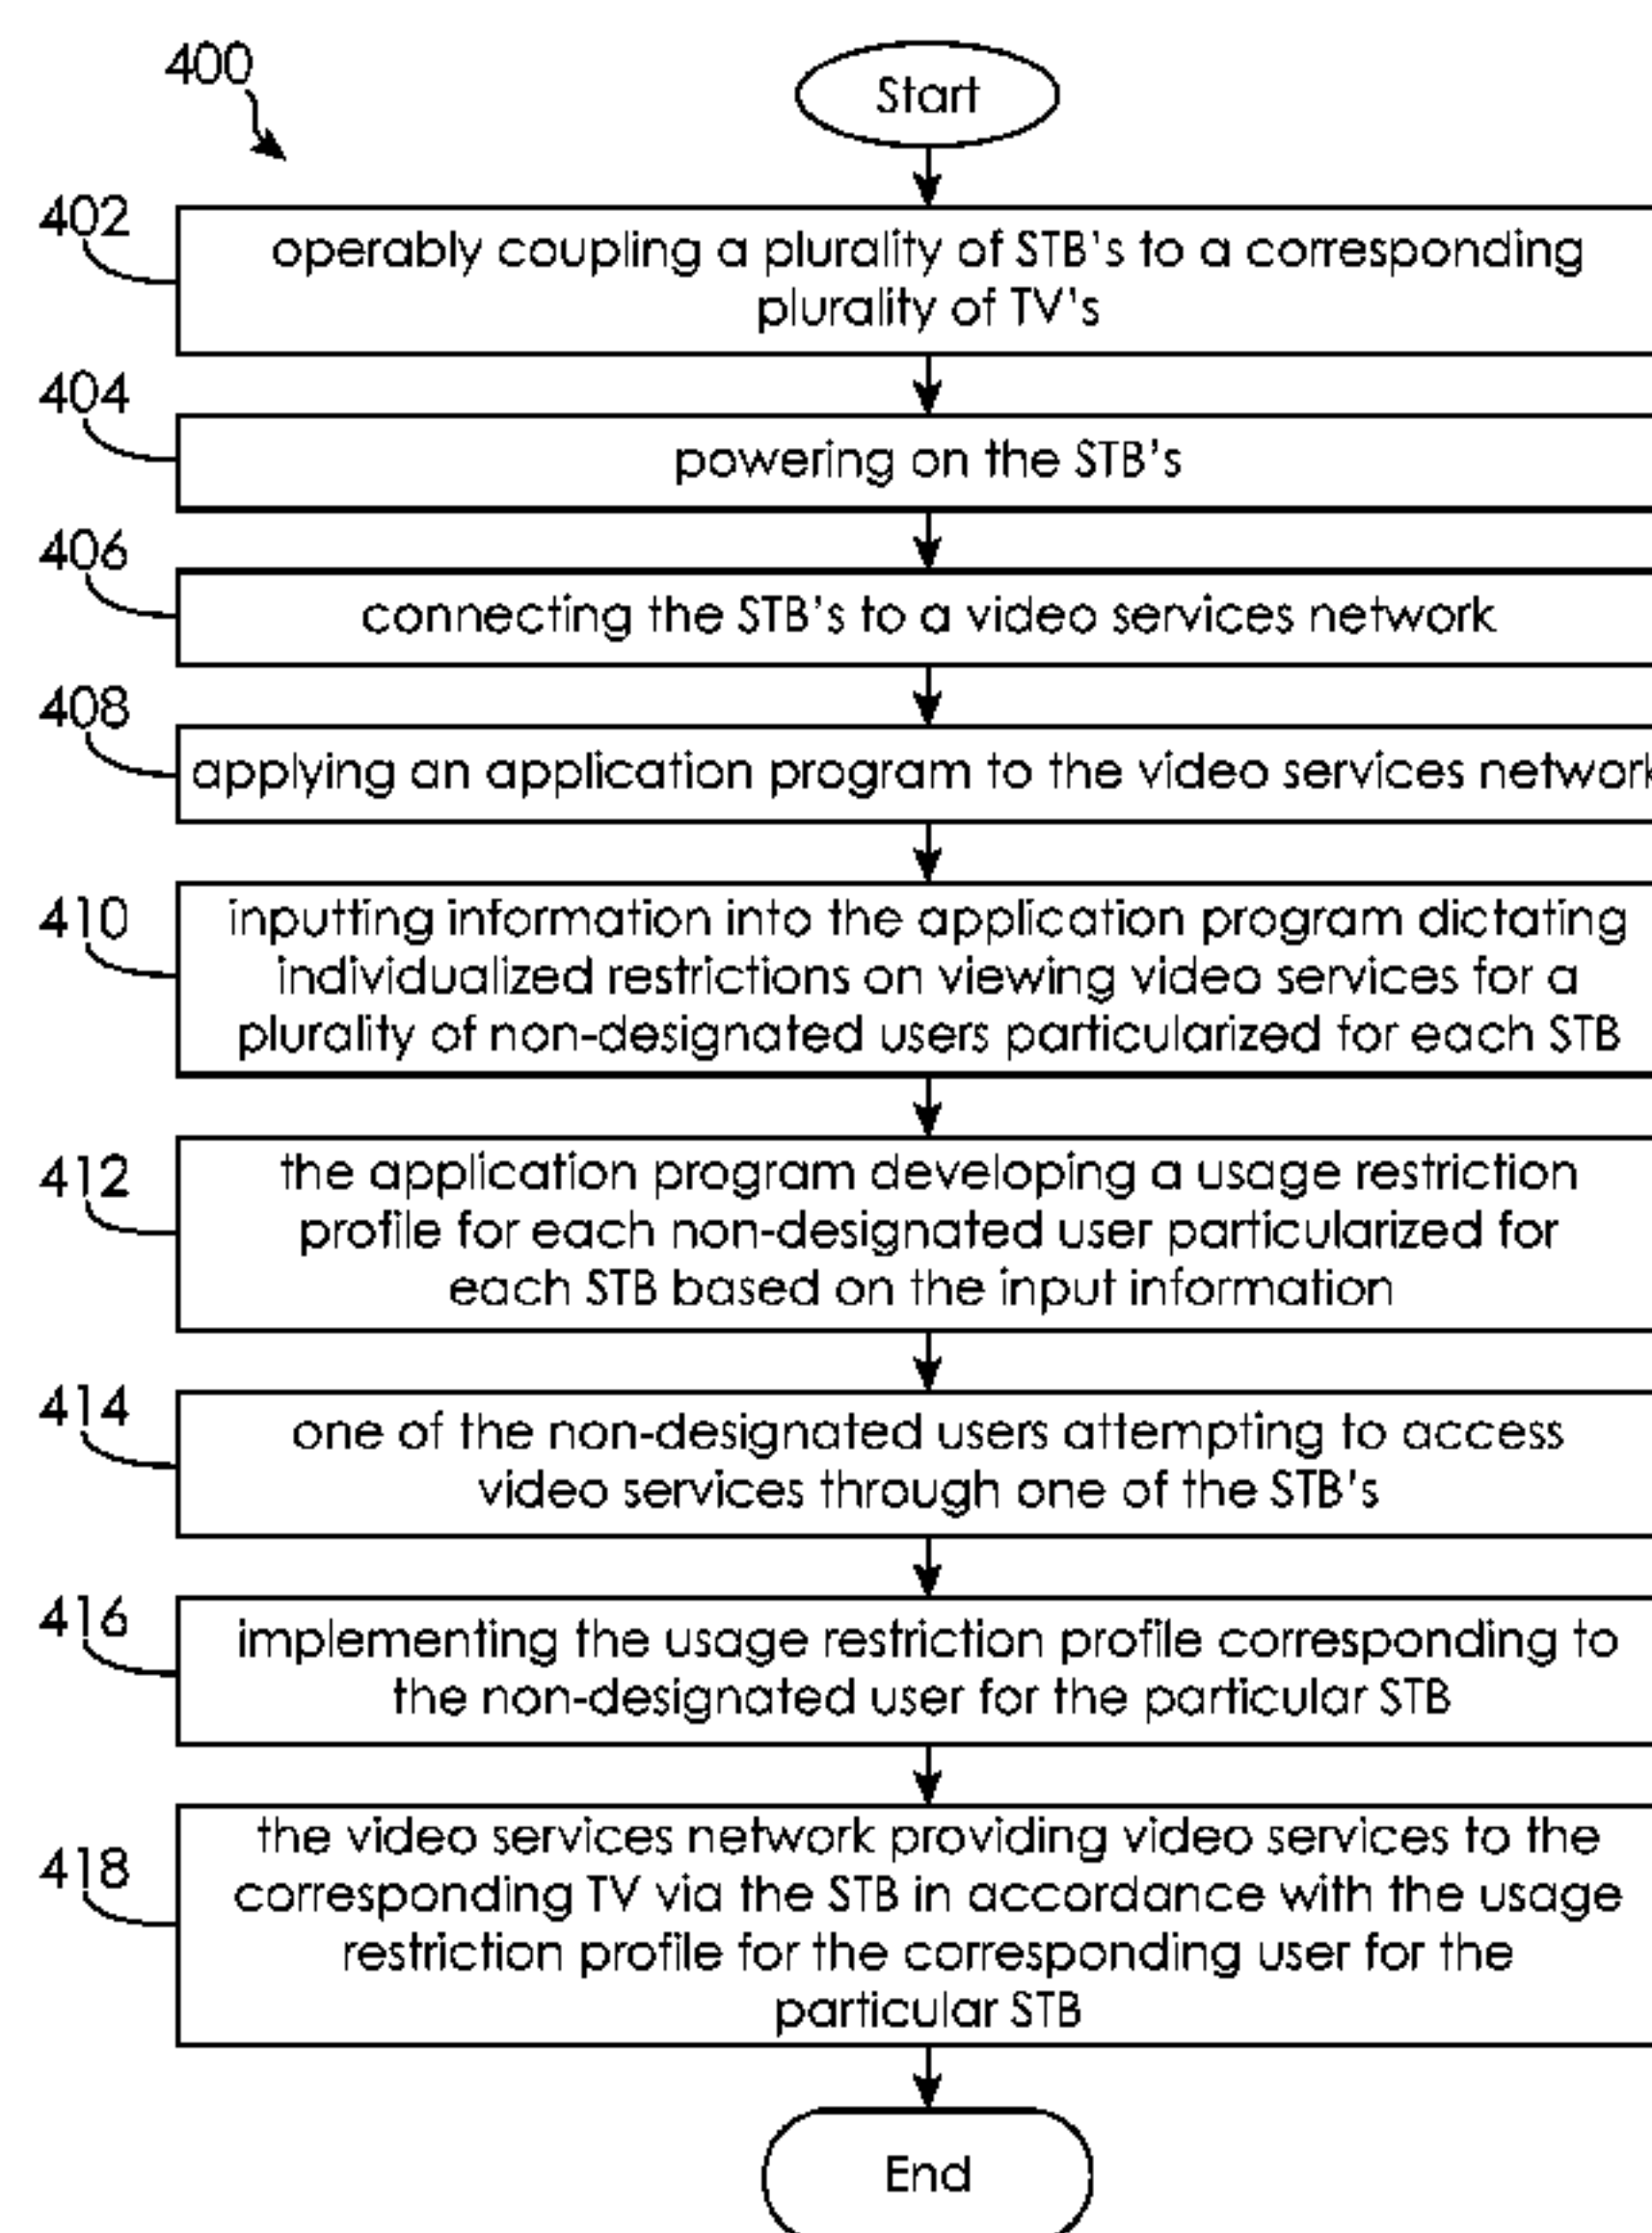 400
Start
402
operably coupling a plurality of STB's to a corresponding
plurality of TV's
404
powering on the STB's
406
connecting the STB's to a video services network
408
applying an application program to the video services network
410
inputting information into the application program dictating
individualized restrictions on viewing video services for a
plurality of non-designated users particularized for each STB
412
the application program developing a usage restriction
profile for each non-designated user particularized for
each STB based on the input information
414
one of the non-designated users attempting to access
video services through one of the STB's
416
implementing the usage restriction profile corresponding to
the non-designated user for the particular STB
418
the video services network providing video services to the
corresponding TV via the STB in accordance with the usage
restriction profile for the corresponding user for the
particular STB
End